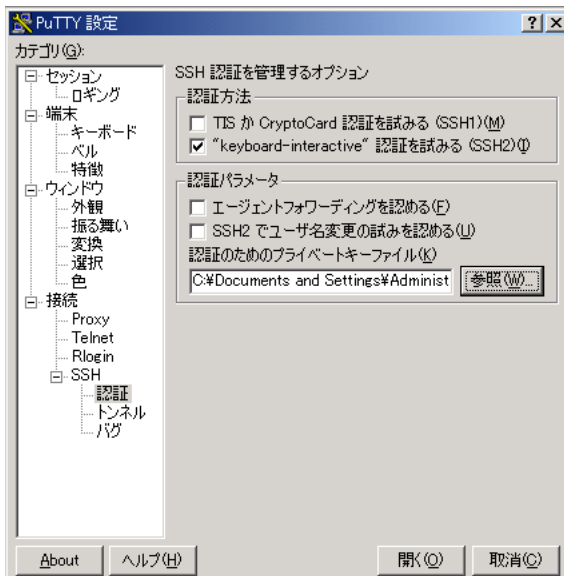 PuTTY 設定
カテゴリ(G):
セッション
ロギング
端末
キーボード
ベル
特徴
ウィンドウ
外観
振る舞い
変換
選択
色
接続
Proxy
Telnet
Rlogin
SSH
認証
トンネル
バグ
SSH 認証を管理するオプション
認証方法
TIS か CryptoCard 認証を試みる (SSH1)(M)
"keyboard-interactive" 認証を試みる (SSH2)(I)
認証パラメータ
エージェントフォワーディングを認める(F)
SSH2 でユーザ名変更の試みを認める(U)
認証のためのプライベートキーファイル(K)
C:¥Documents and Settings¥Administ
参照(W)...
About
ヘルプ(H)
開く(O)
取消(C)